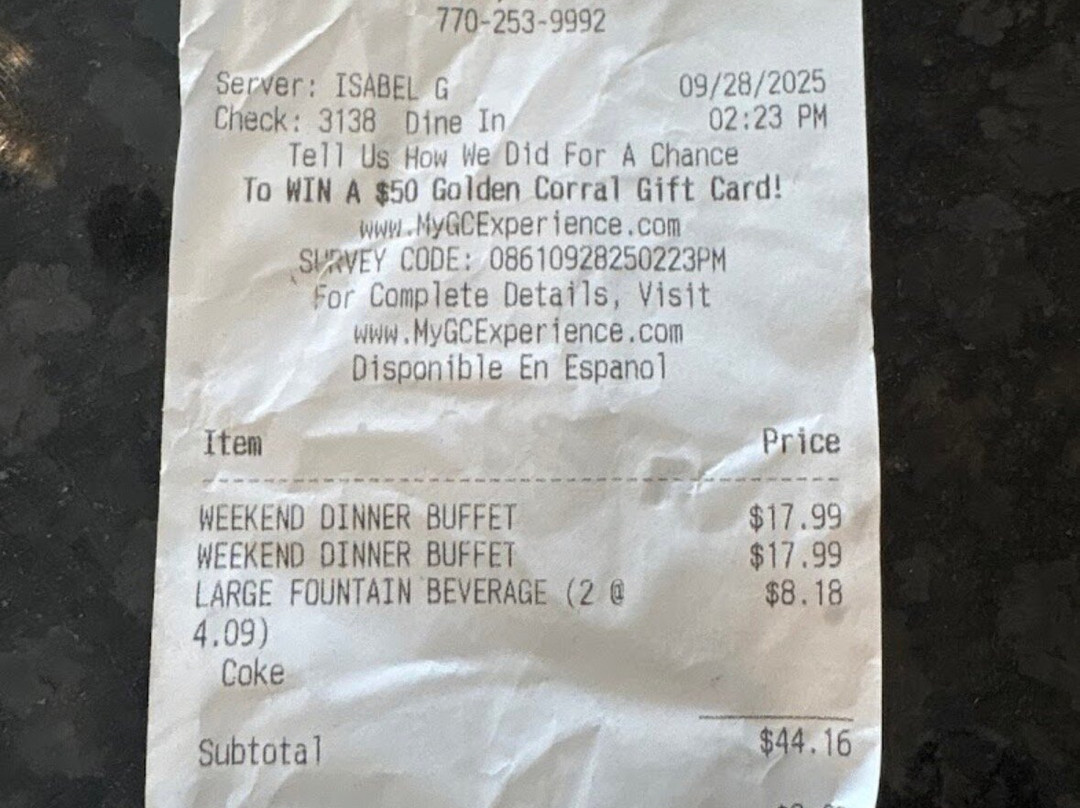 770-253-9992
Server: ISABEL G 09/28/2025
Check: 3138 Dine In 02:23 PM
Tell Us How We Did For A Chance
To WIN A $50 Golden Corral Gift Card!
www.MyGCExperience.com
SURVEY CODE: 08610928250223PM
For Complete Details, Visit
www.MyGCExperience.com
Disponible En Espanol
Item Price
WEEKEND DINNER BUFFET $17.99
WEEKEND DINNER BUFFET $17.99
LARGE FOUNTAIN BEVERAGE (2 @ $8.18
4.09)
Coke
Subtotal $44.16